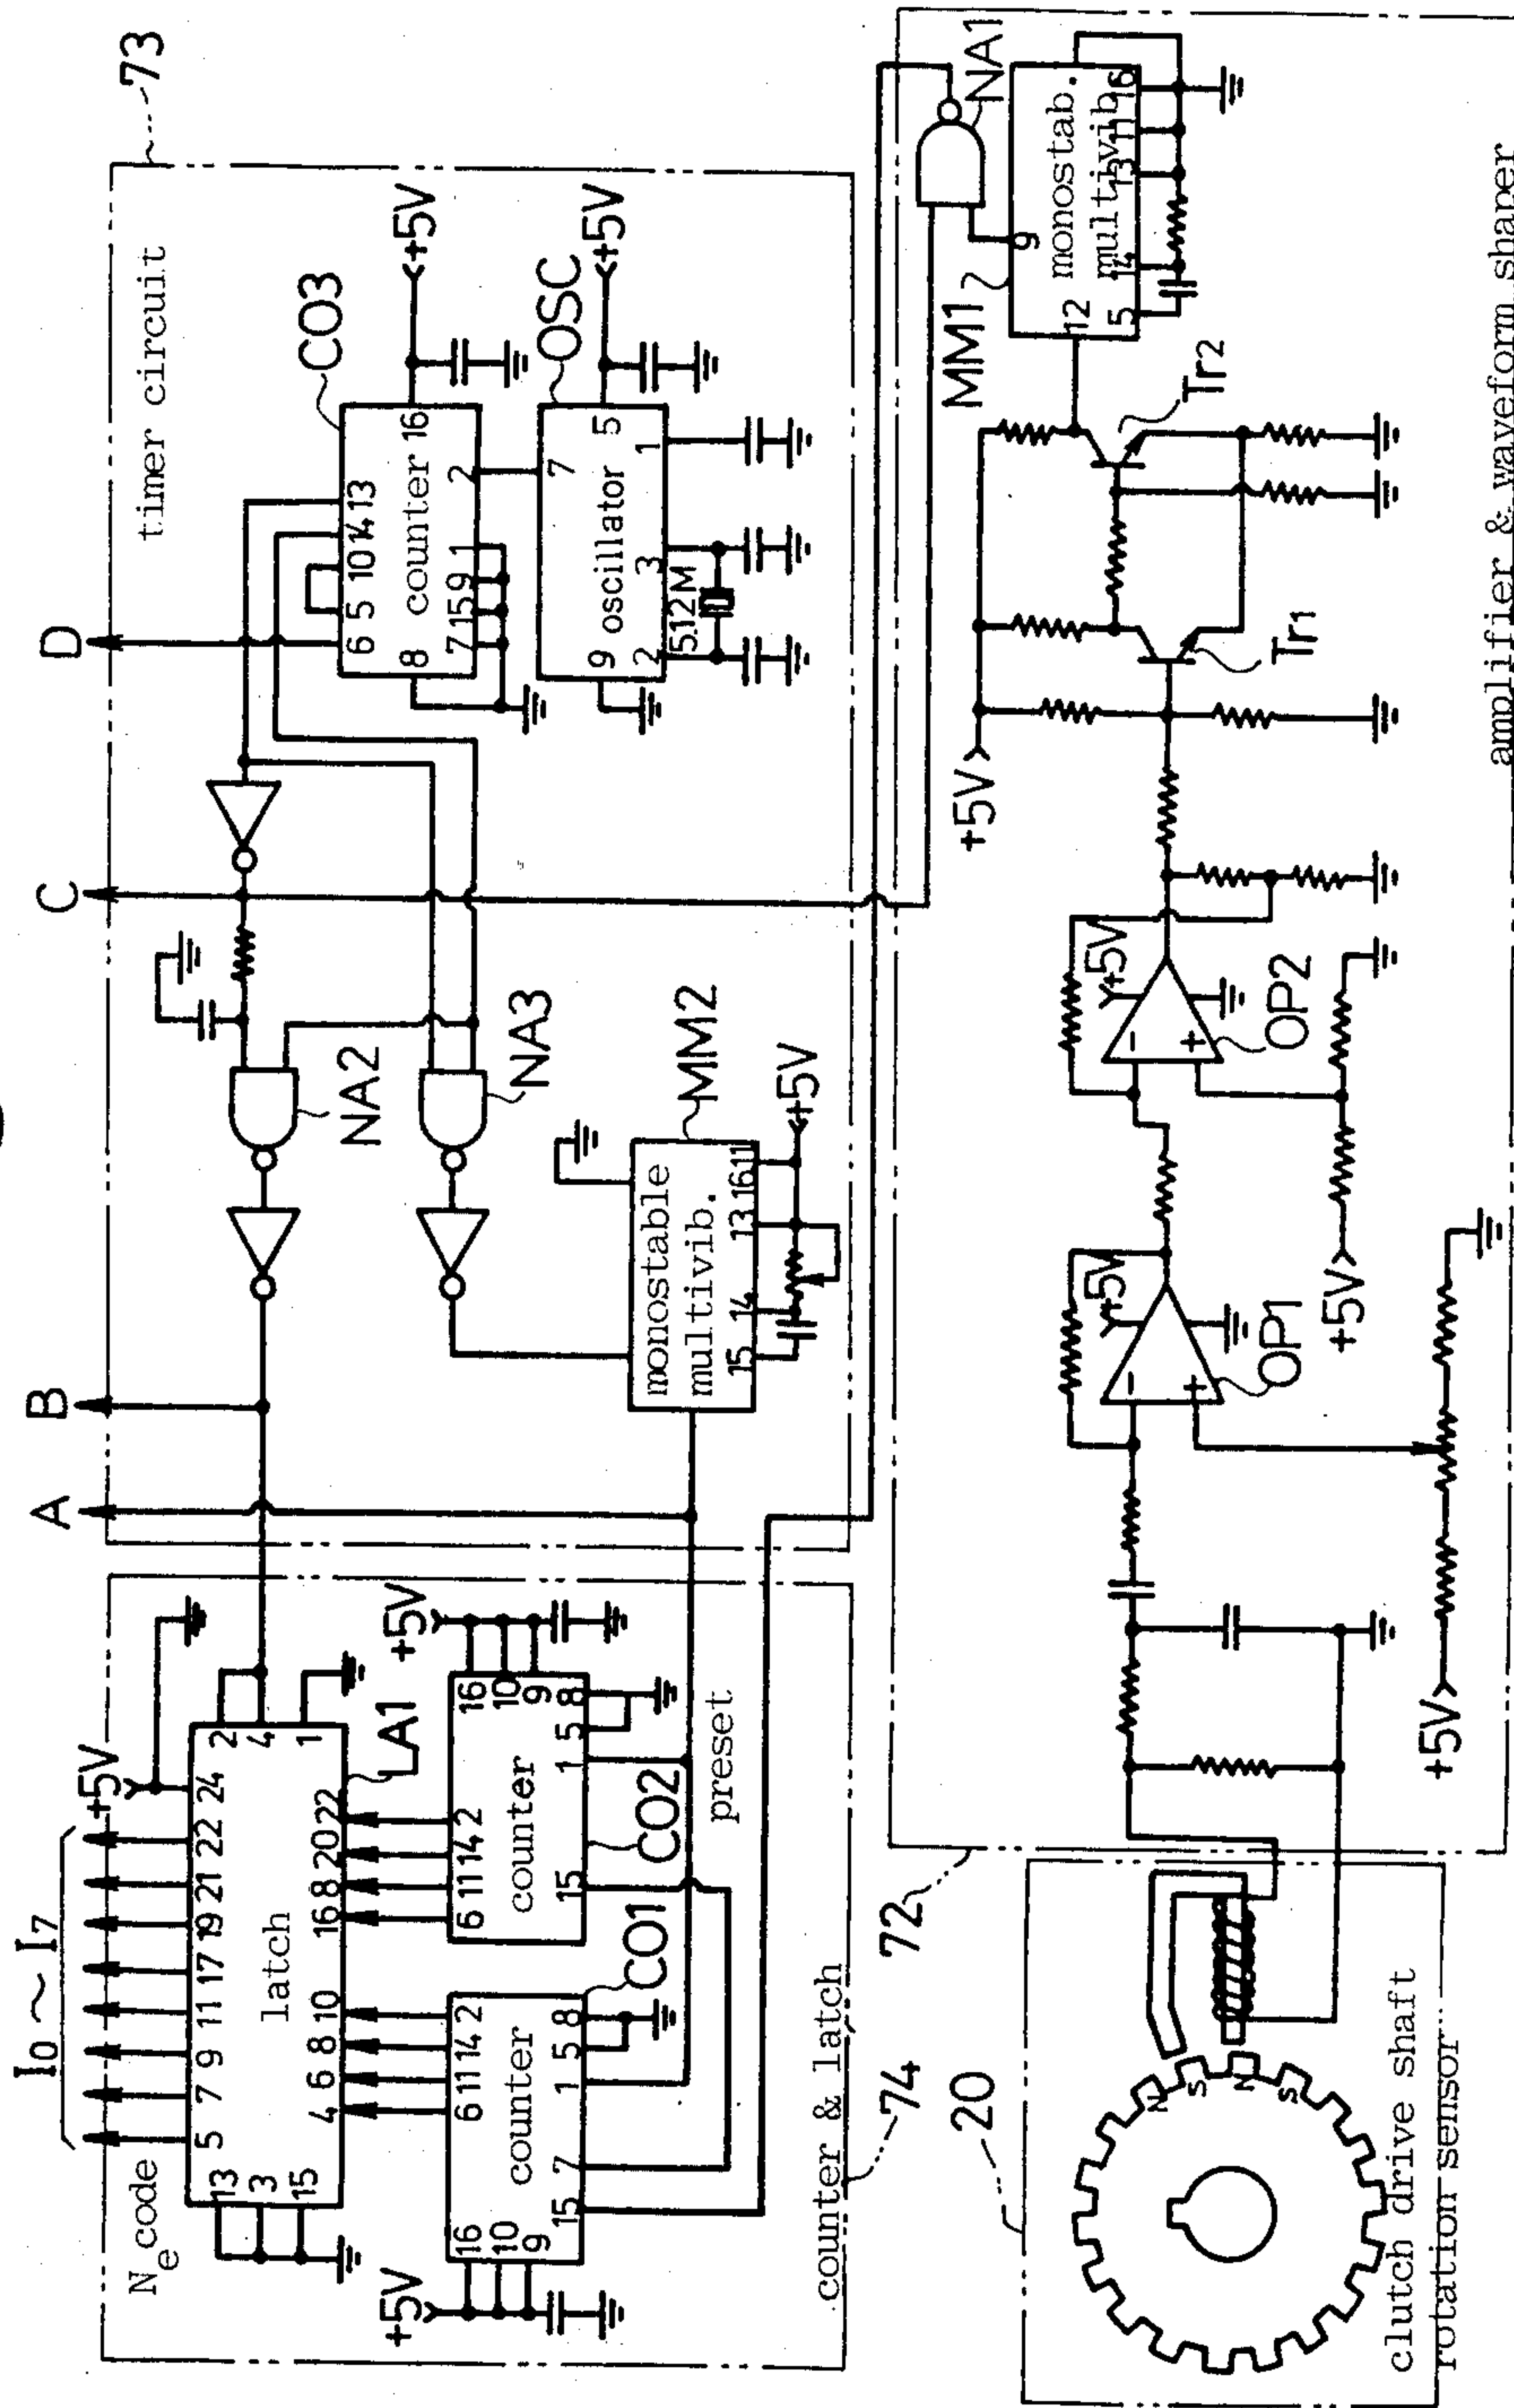 I0 ~ I7
A
B
C
D
73
Ne code
5 7 9 11 17 19 21 22 24
+5V
13
3
15
latch
2
4
1
LA1
4 6 8 10 16 8 20 22
6 11 14 2
16
10
9
counter
15 7 1 5 8
CO1
+5V
6 11 14 2
counter
16
10
9
15 1 5 8
CO2
+5V
preset
counter & latch
74
timer circuit
NA2
NA3
monostable
multivib.
15 14 13 16 11
MM2
+5V
6 5 10 14 13
8
counter
16
7 15 9 1 2
CO3
+5V
9
oscillator
7
5
2 3 1
5.12M
OSC
+5V
20
N
S
N
S
clutch drive shaft
rotation sensor
72
+5V
-
+
+5V
OP1
+5V
-
+
+5V
OP2
+5V
Tr1
Tr2
MM1
12
9
monostab.
multivib.
5 14 13 11 16
NA1
amplifier & waveform shaper